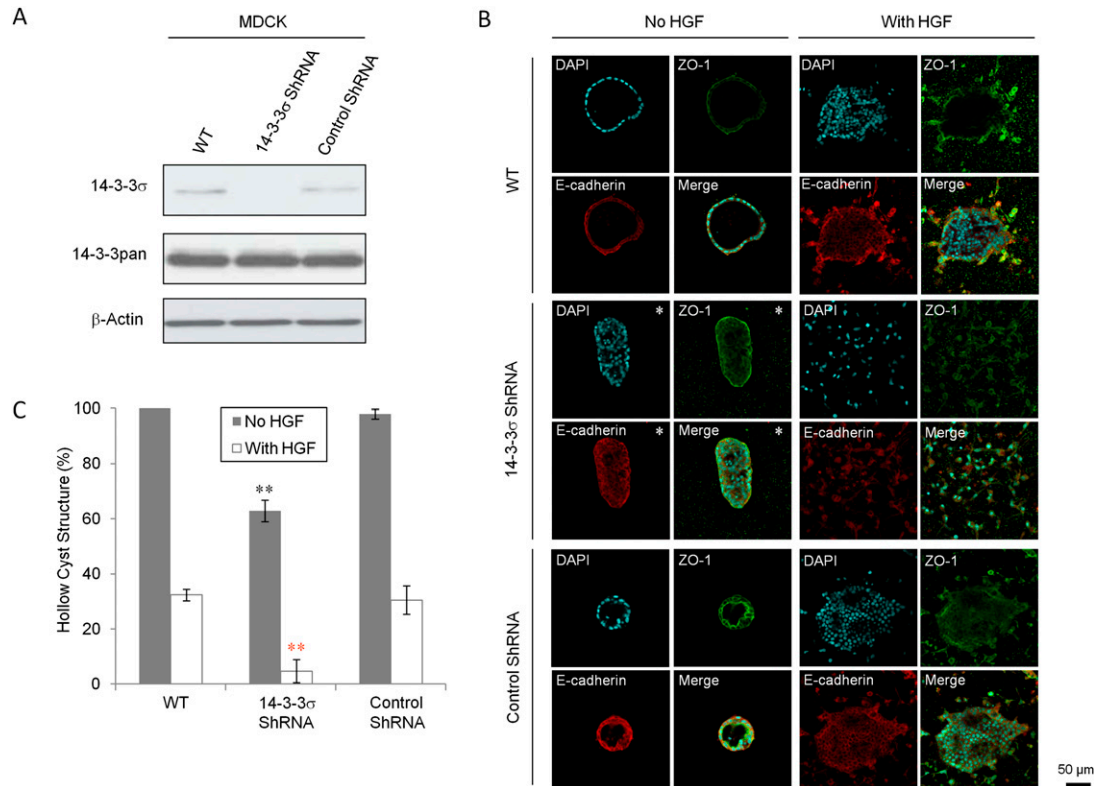 A
MDCK
WT
14-3-3σ ShRNA
Control ShRNA
14-3-3σ
14-3-3pan
β-Actin
B
No HGF
With HGF
WT
DAPI
ZO-1
DAPI
ZO-1
E-cadherin
Merge
E-cadherin
Merge
14-3-3σ ShRNA
DAPI *
ZO-1 *
DAPI
ZO-1
E-cadherin *
Merge *
E-cadherin
Merge
Control ShRNA
DAPI
ZO-1
DAPI
ZO-1
E-cadherin
Merge
E-cadherin
Merge
50 μm
C
Hollow Cyst Structure (%)
100
80
60
40
20
0
No HGF
With HGF
**
**
WT
14-3-3σ
ShRNA
Control
ShRNA